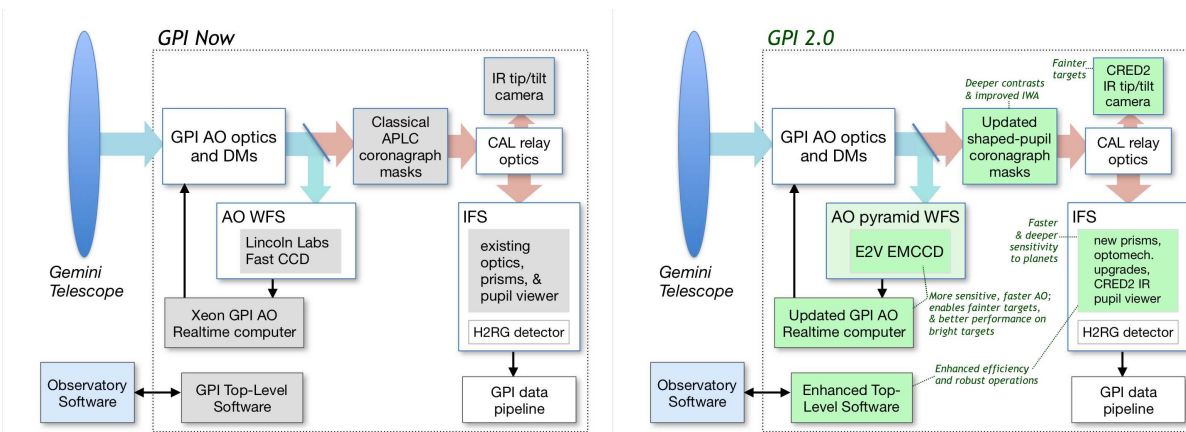 GPI Now
IR tip/tilt
camera
GPI AO optics
and DMs
Classical
APLC
coronagraph
masks
CAL relay
optics
AO WFS
Lincoln Labs
Fast CCD
IFS
existing
optics,
prisms, &
pupil viewer
Gemini
Telescope
Xeon GPI AO
Realtime computer
H2RG detector
Observatory
Software
GPI Top-Level
Software
GPI data
pipeline
GPI 2.0
Fainter
targets
CRED2
IR tip/tilt
camera
Deeper contrasts
& improved IWA
GPI AO optics
and DMs
Updated
shaped-pupil
coronagraph
masks
CAL relay
optics
AO pyramid WFS
E2V EMCCD
Faster
& deeper
sensitivity
to planets
IFS
new prisms,
optomech.
upgrades,
CRED2 IR
pupil viewer
Gemini
Telescope
Updated GPI AO
Realtime computer
More sensitive, faster AO;
enables fainter targets,
& better performance on
bright targets
H2RG detector
Observatory
Software
Enhanced Top-
Level Software
Enhanced efficiency
and robust operations
GPI data
pipeline